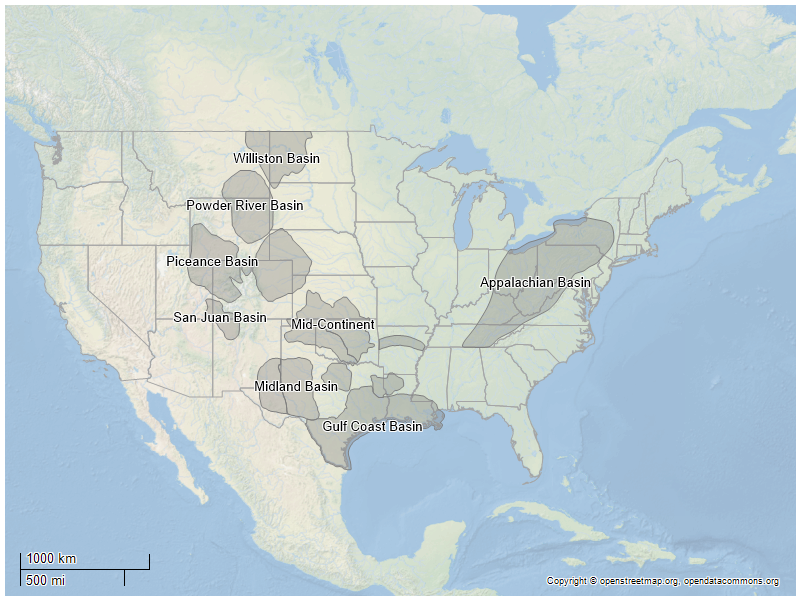 Williston Basin
Powder River Basin
Piceance Basin
Appalachian Basin
San Juan Basin
Mid-Continent
Midland Basin
Gulf Coast Basin
1000 km
500 mi
Copyright © openstreetmap.org, opendatacommons.org